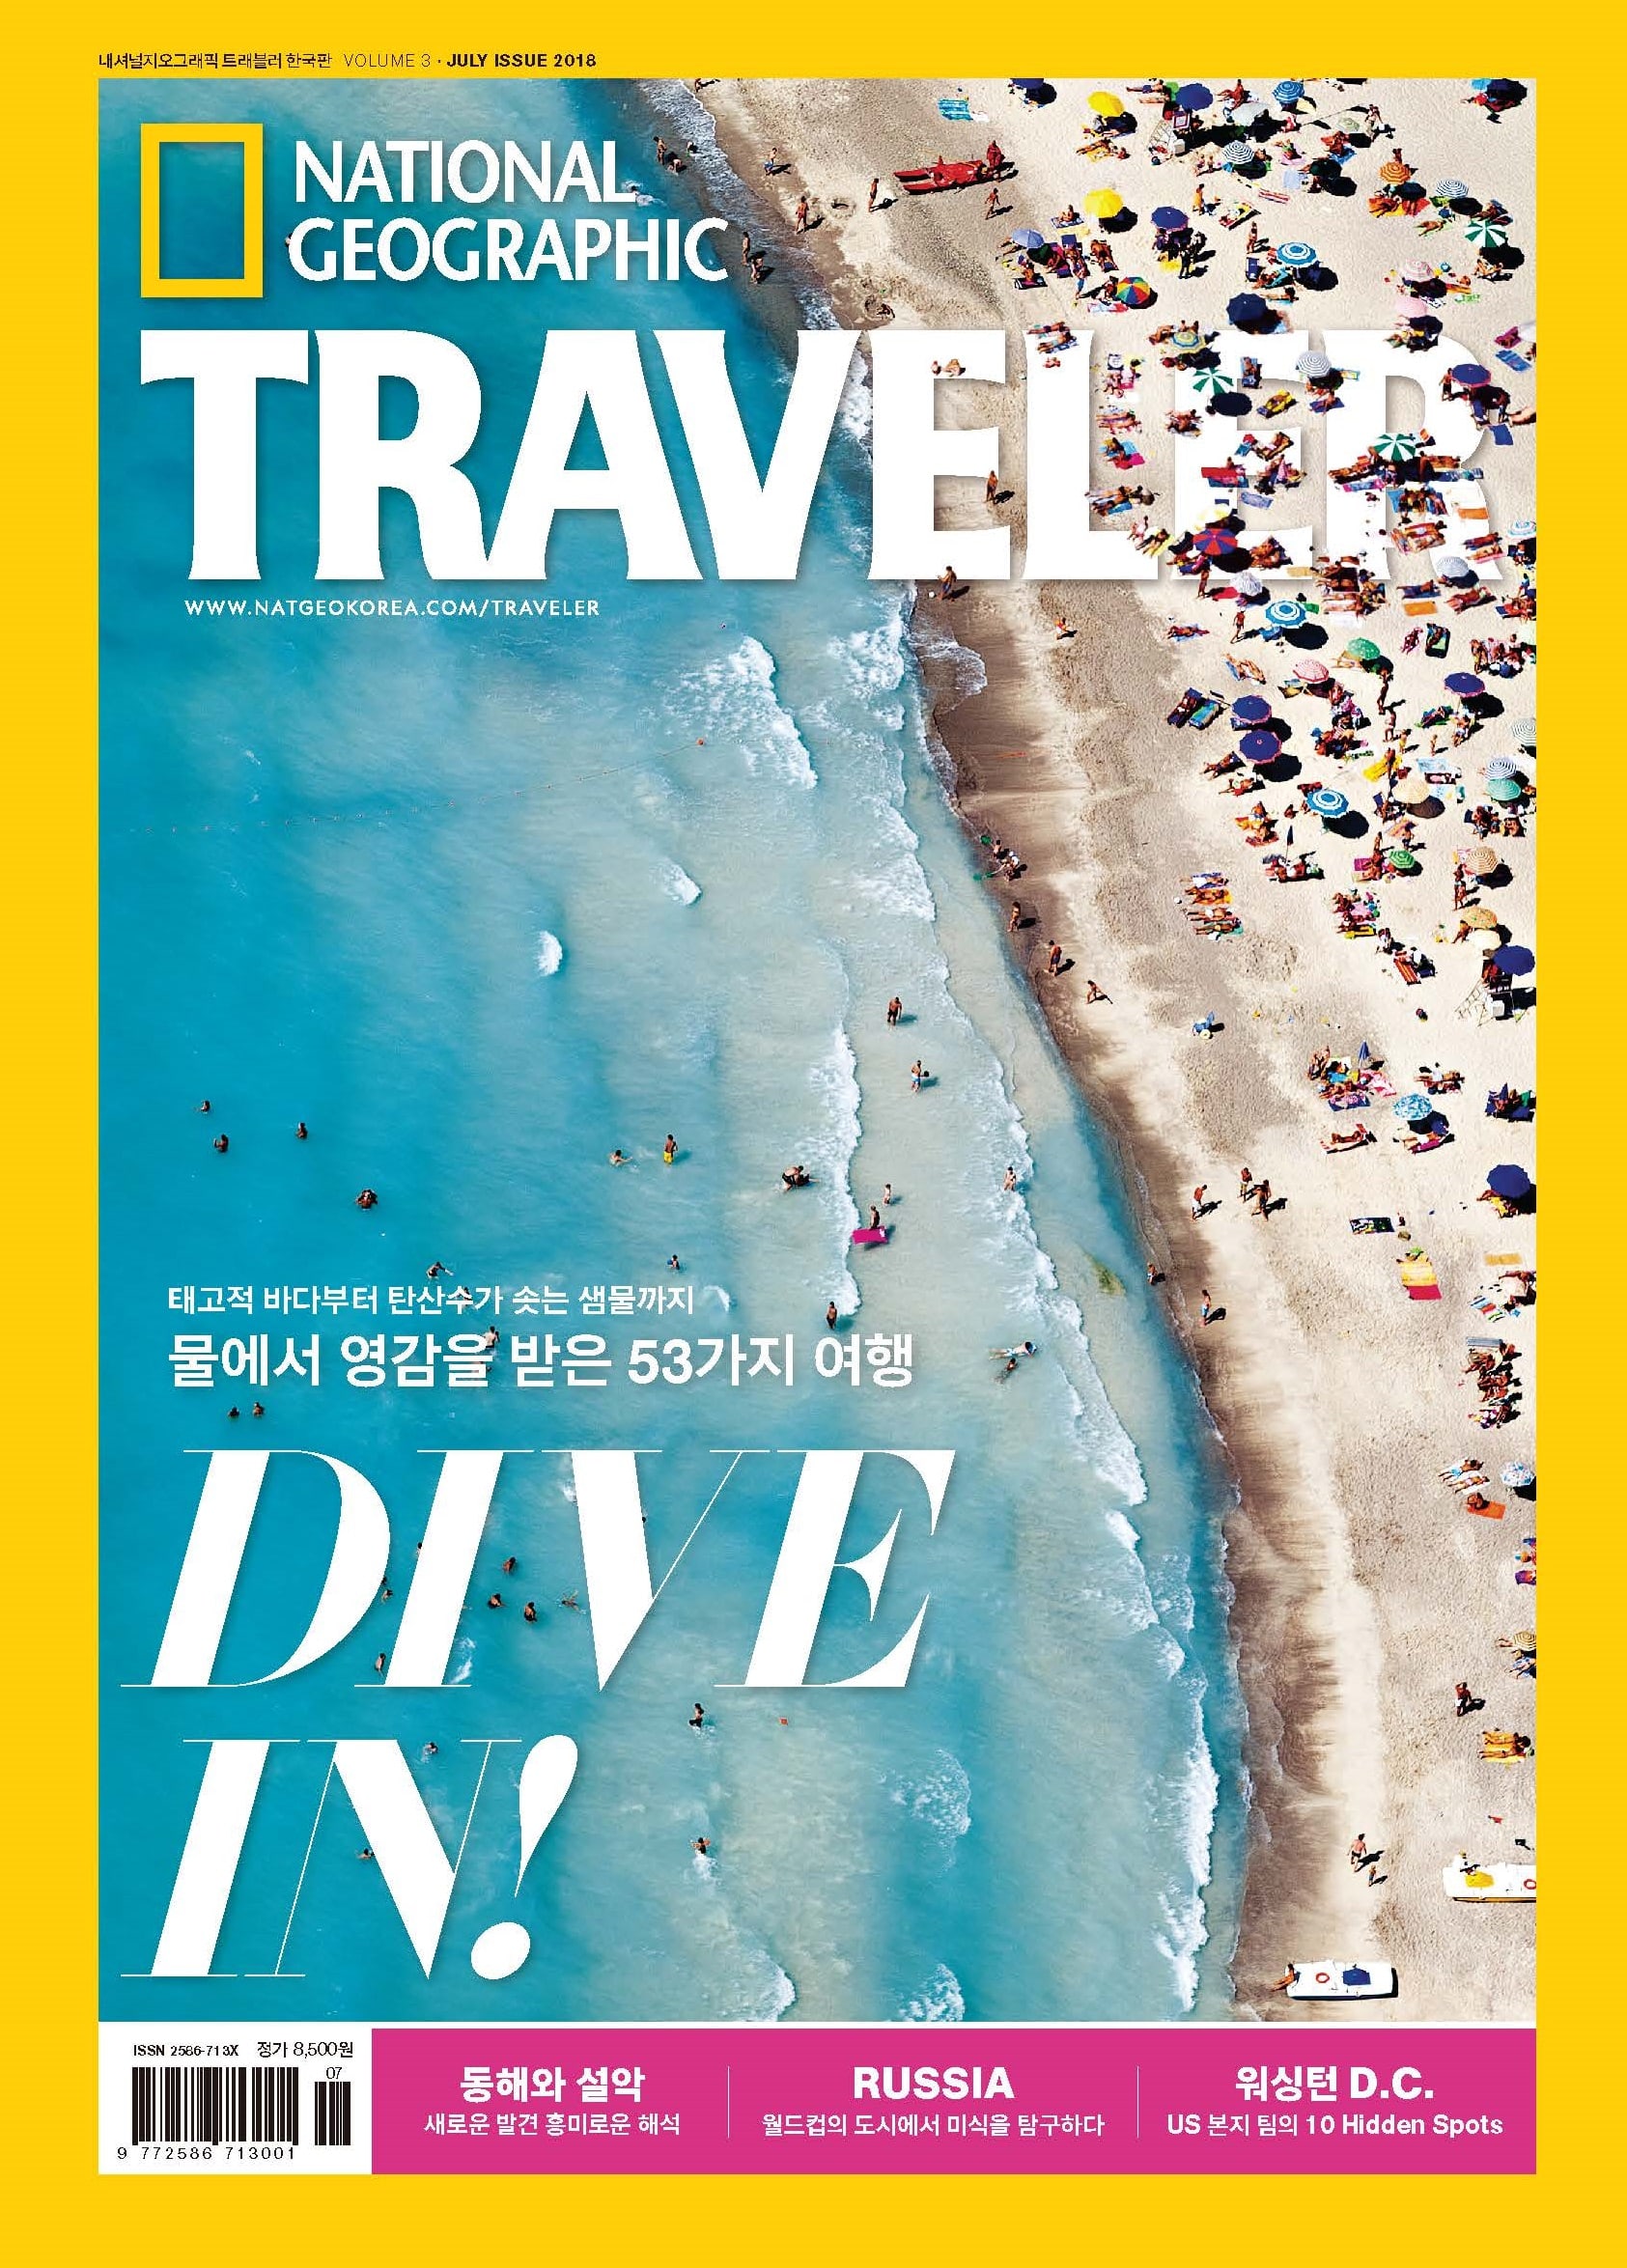 내셔널지오그래픽 트래블러 한국판 VOLUME 3 · JULY ISSUE 2018
NATIONAL
GEOGRAPHIC
TRAVELER
WWW.NATGEOKOREA.COM/TRAVELER
태고적 바다부터 탄산수가 솟는 샘물까지
물에서 영감을 받은 53가지 여행
DIVE
IN!
ISSN 2586-713X 정가 8,500원
07
9 772586 713001
동해와 설악
새로운 발견 흥미로운 해석
RUSSIA
월드컵의 도시에서 미식을 탐구하다
워싱턴 D.C.
US 본지 팀의 10 Hidden Spots